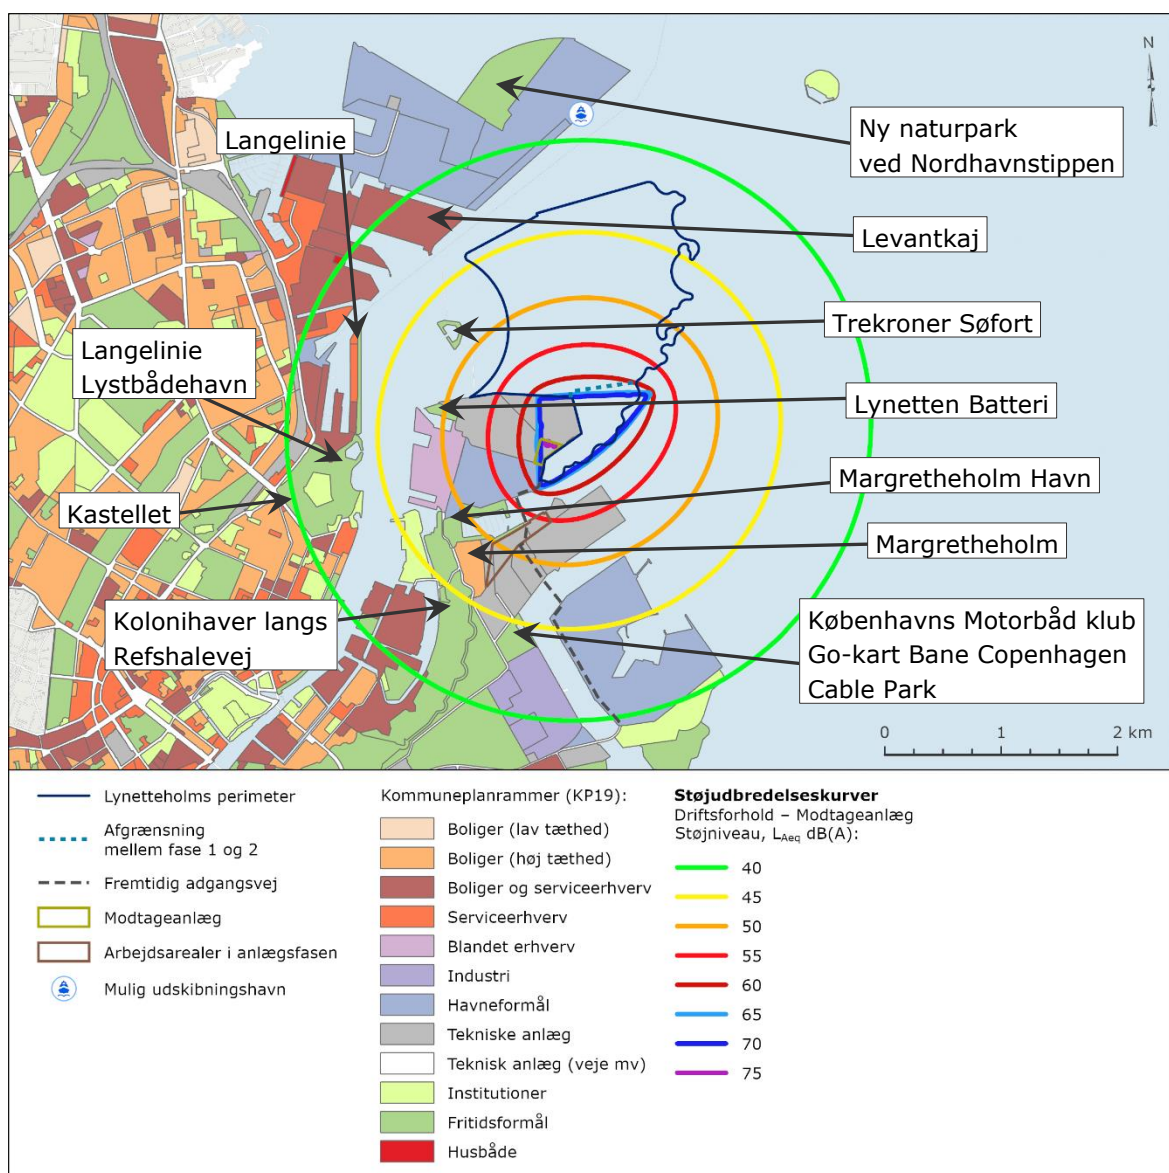 N
Langelinie
Ny naturpark
ved Nordhavnstippen
Levantkaj
Trekroner Søfort
Langelinie
Lystbådehavn
Lynetten Batteri
Margretheholm Havn
Kastellet
Margretheholm
Kolonihaver langs
Refshalevej
Københavns Motorbåd klub
Go-kart Bane Copenhagen
Cable Park
0 1 2 km
Lynetteholms perimeter
Afgrænsning
mellem fase 1 og 2
Fremtidig adgangsvej
Modtageanlæg
Arbejdsarealer i anlægsfasen
Mulig udskibningshavn
Kommuneplanrammer (KP19):
Boliger (lav tæthed)
Boliger (høj tæthed)
Boliger og serviceerhverv
Serviceerhverv
Blandet erhverv
Industri
Havneformål
Tekniske anlæg
Teknisk anlæg (veje mv)
Institutioner
Fritidsformål
Husbåde
Støjudbredelseskurver
Driftsforhold – Modtageanlæg
Støjniveau, LAeq dB(A):
40
45
50
55
60
65
70
75